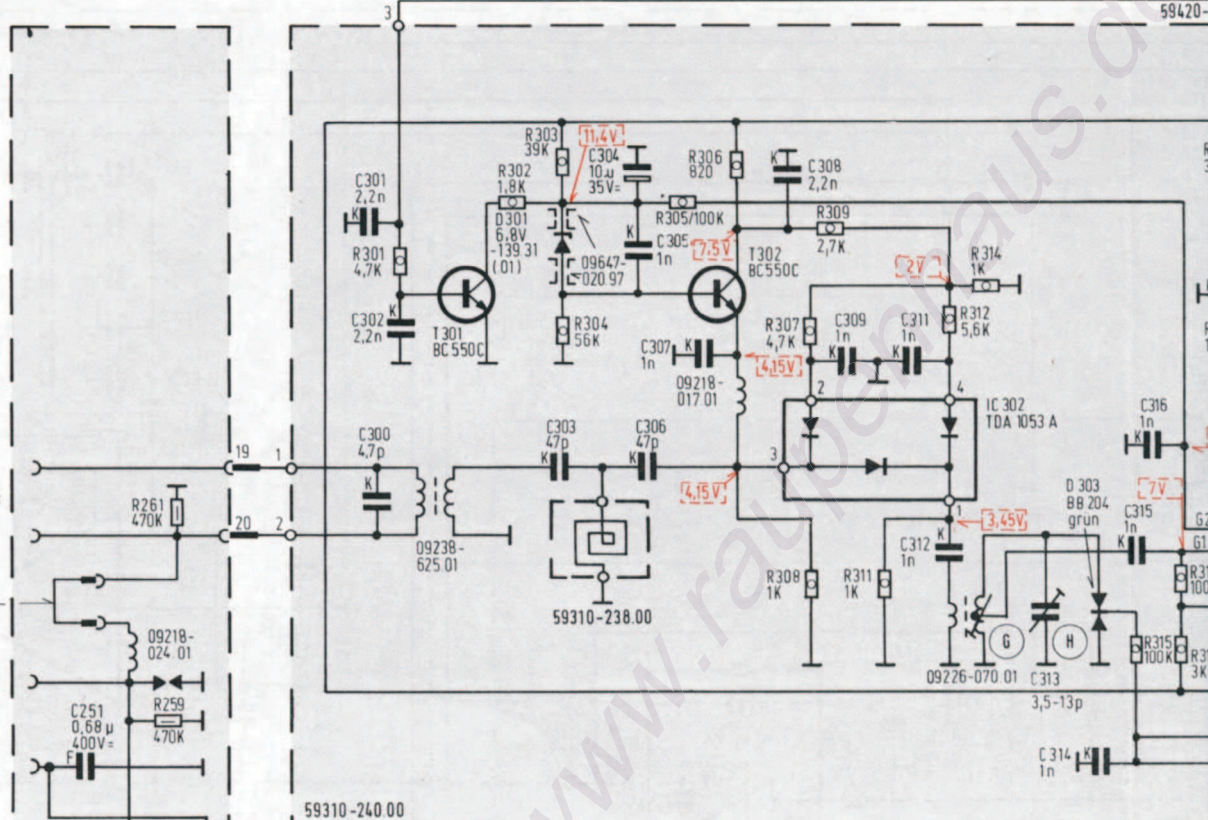 3
59420-
R303
39K
11,4V
C304
10µ
35V=
R306
820
K
C308
2,2n
C301
2,2n
K
R302
1,8K
R305/100K
R309
2,7K
D301
6,8V
-139.31
(.01)
K
C305
1n
7,5V
T302
BC550C
R301
4,7K
09647-
020.97
2V
R314
1K
K
C302
2,2n
T301
BC550C
R304
56K
C307
1n
K
R307
4,7K
C309
1n
K
C311
1n
K
R312
5,6K
4,15V
09218-
017.01
2
4
IC 302
TDA 1053 A
C316
1n
K
19
1
C300
4,7p
K
C303
47p
K
C306
47p
K
3
4,15V
D 303
BB 204
grün
7V
R261
470K
20
2
1
3,45V
C315
1n
K
G2
G1
09238-
625.01
C312
1n
K
R308
1K
R311
1K
R31
100
59310-238.00
09218-
024.01
G
H
R315
100K
R31
3K
09226-070.01
C313
3,5-13p
C251
0,68µ
400V=
F
R259
470K
C314
1n
K
59310-240.00
www.raupenhaus.d